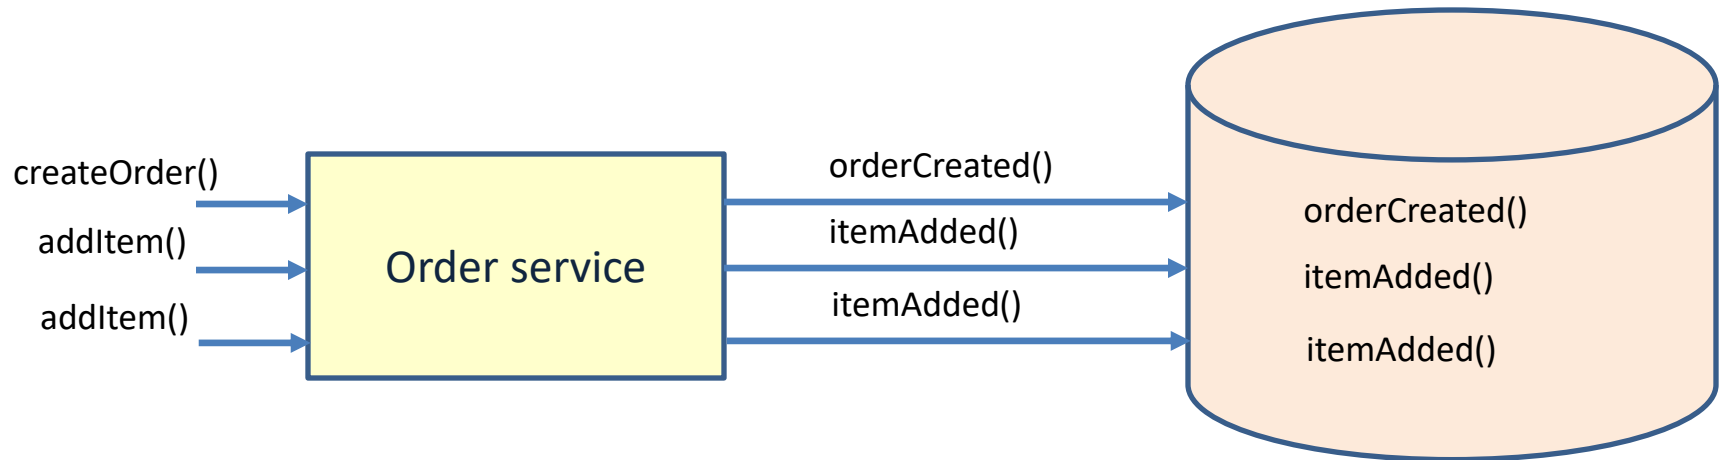 createOrder()
addItem()
addItem()
Order service
orderCreated()
itemAdded()
itemAdded()
orderCreated()
itemAdded()
itemAdded()